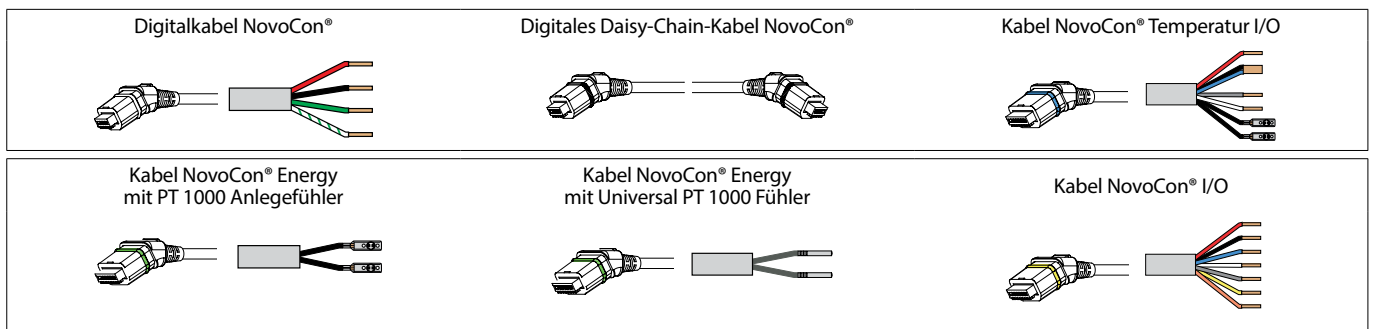 Digitalkabel NovoCon®
Digitales Daisy-Chain-Kabel NovoCon®
Kabel NovoCon® Temperatur I/O
Kabel NovoCon® Energy
mit PT 1000 Anlegefühler
Kabel NovoCon® Energy
mit Universal PT 1000 Fühler
Kabel NovoCon® I/O